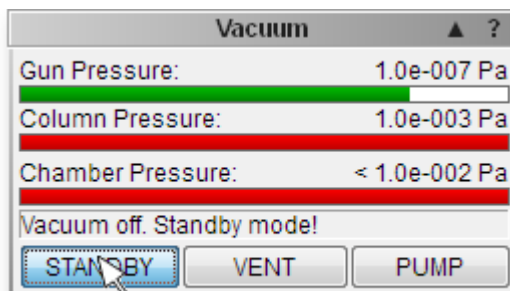 Vacuum ▲ ?
Gun Pressure: 1.0e-007 Pa
Column Pressure: 1.0e-003 Pa
Chamber Pressure: < 1.0e-002 Pa
Vacuum off. Standby mode!
STANDBY VENT PUMP